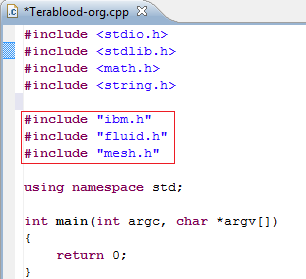 *Terablood-org.cpp
#include <stdio.h>
#include <stdlib.h>
#include <math.h>
#include <string.h>
#include "ibm.h"
#include "fluid.h"
#include "mesh.h"
using namespace std;
int main(int argc, char *argv[])
{
return 0;
}